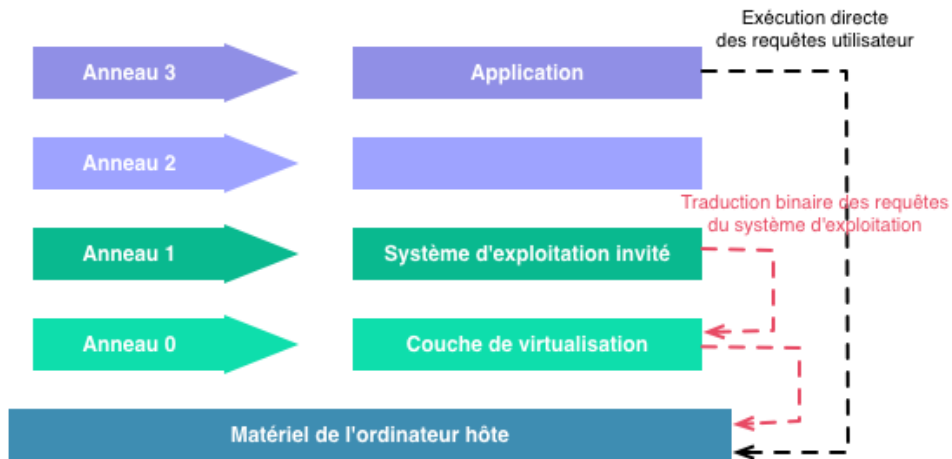 Exécution directe
des requêtes utilisateur
Anneau 3
Application
Anneau 2
Traduction binaire des requêtes
du système d'exploitation
Anneau 1
Système d'exploitation invité
Anneau 0
Couche de virtualisation
Matériel de l'ordinateur hôte